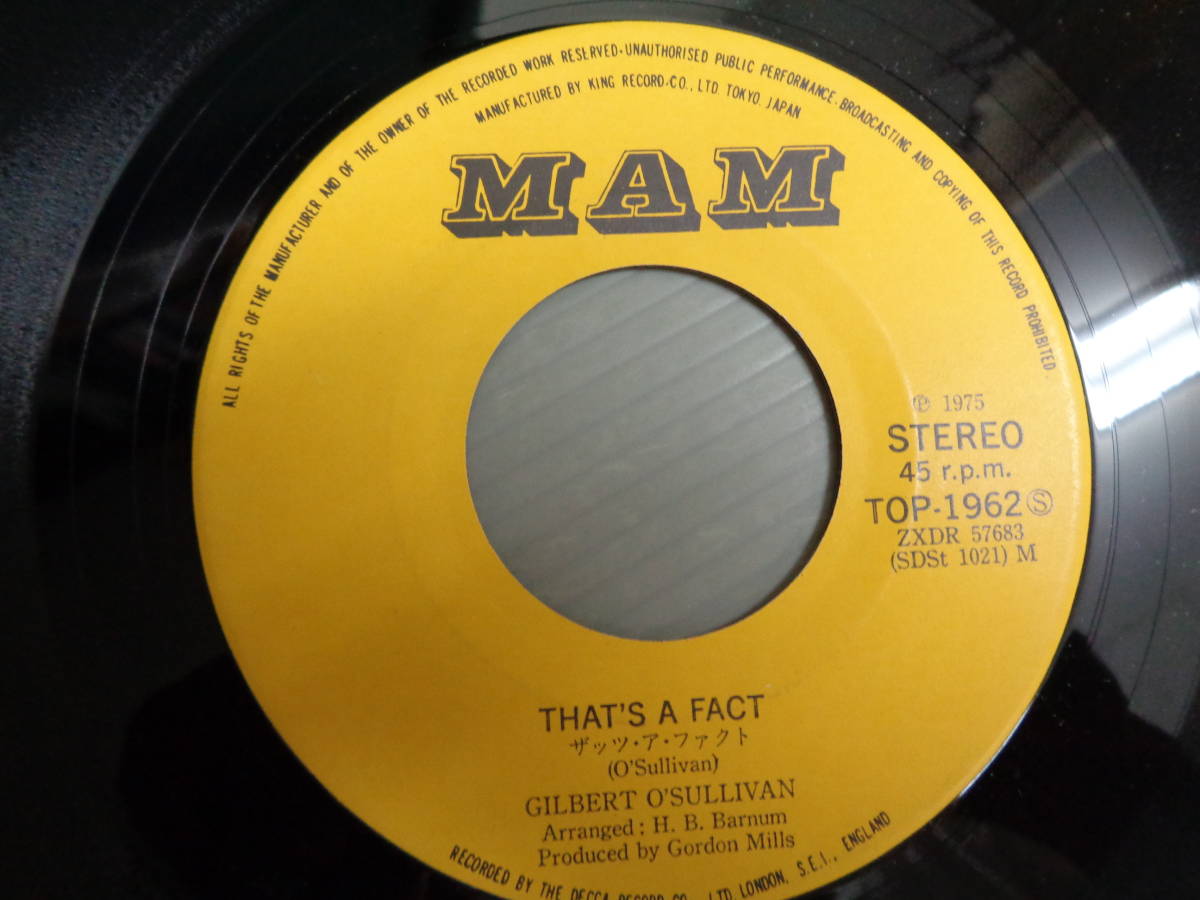 ALL RIGHTS OF THE MANUFACTURER AND OF THE OWNER OF THE RECORDED WORK RESERVED·UNAUTHORISED PUBLIC PERFORMANCE. BROADCASTING AND COPYING OF THIS RECORD PROHIBITED.
MANUFACTURED BY KING RECORD·CO., LTD. TOKYO. JAPAN
MAM
℗ 1975
STEREO
45 r.p.m.
TOP-1962Ⓢ
ZXDR 57683
(SDSt 1021) M
THAT'S A FACT
ザッツ・ア・ファクト
(O'Sullivan)
GILBERT O'SULLIVAN
Arranged : H. B. Barnum
Produced by Gordon Mills
RECORDED BY THE DECCA RECORD CO., LTD. LONDON, S.E.I., ENGLAND